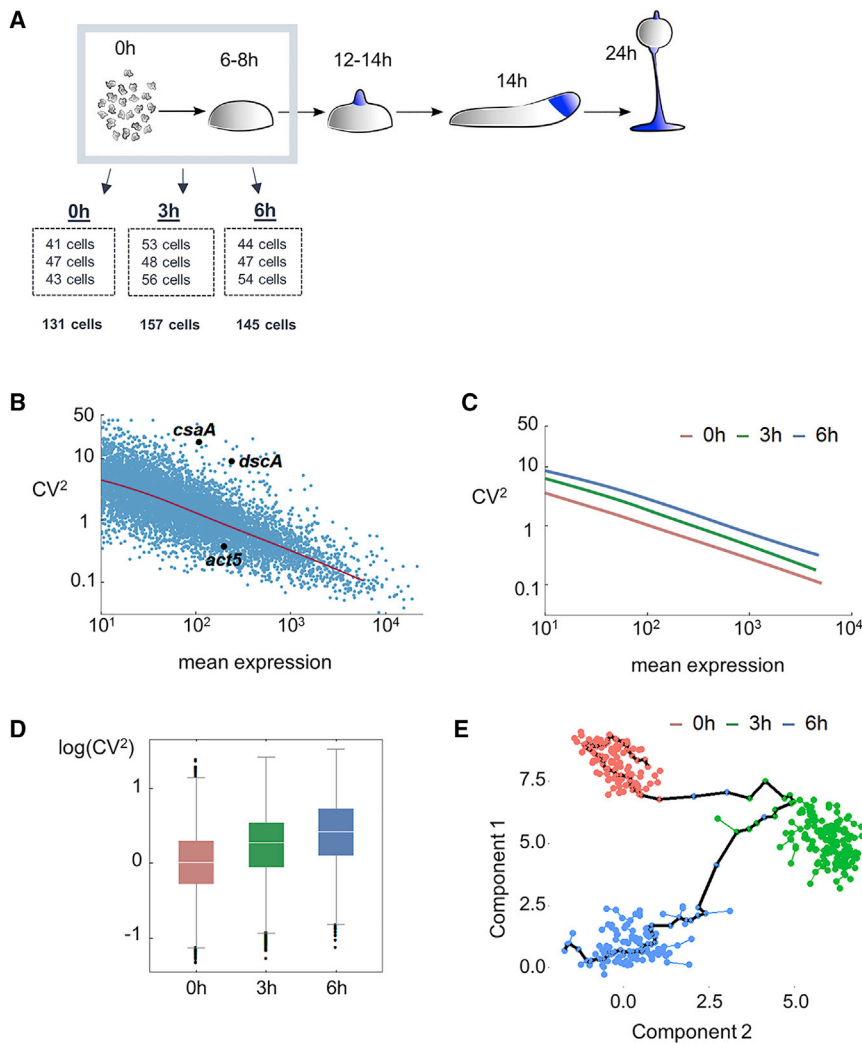 A
0h
6-8h
12-14h
14h
24h
0h 3h 6h
41 cells 53 cells 44 cells
47 cells 48 cells 47 cells
43 cells 56 cells 54 cells
131 cells 157 cells 145 cells
B
50
10
1
0.1
CV²
csaA
dscA
act5
10¹ 10² 10³ 10⁴
mean expression
C
0h 3h 6h
50
10
1
0.1
CV²
10¹ 10² 10³ 10⁴
mean expression
D
log(CV²)
1
0
-1
0h 3h 6h
E
0h 3h 6h
7.5
5.0
2.5
0.0
Component 1
0.0 2.5 5.0
Component 2